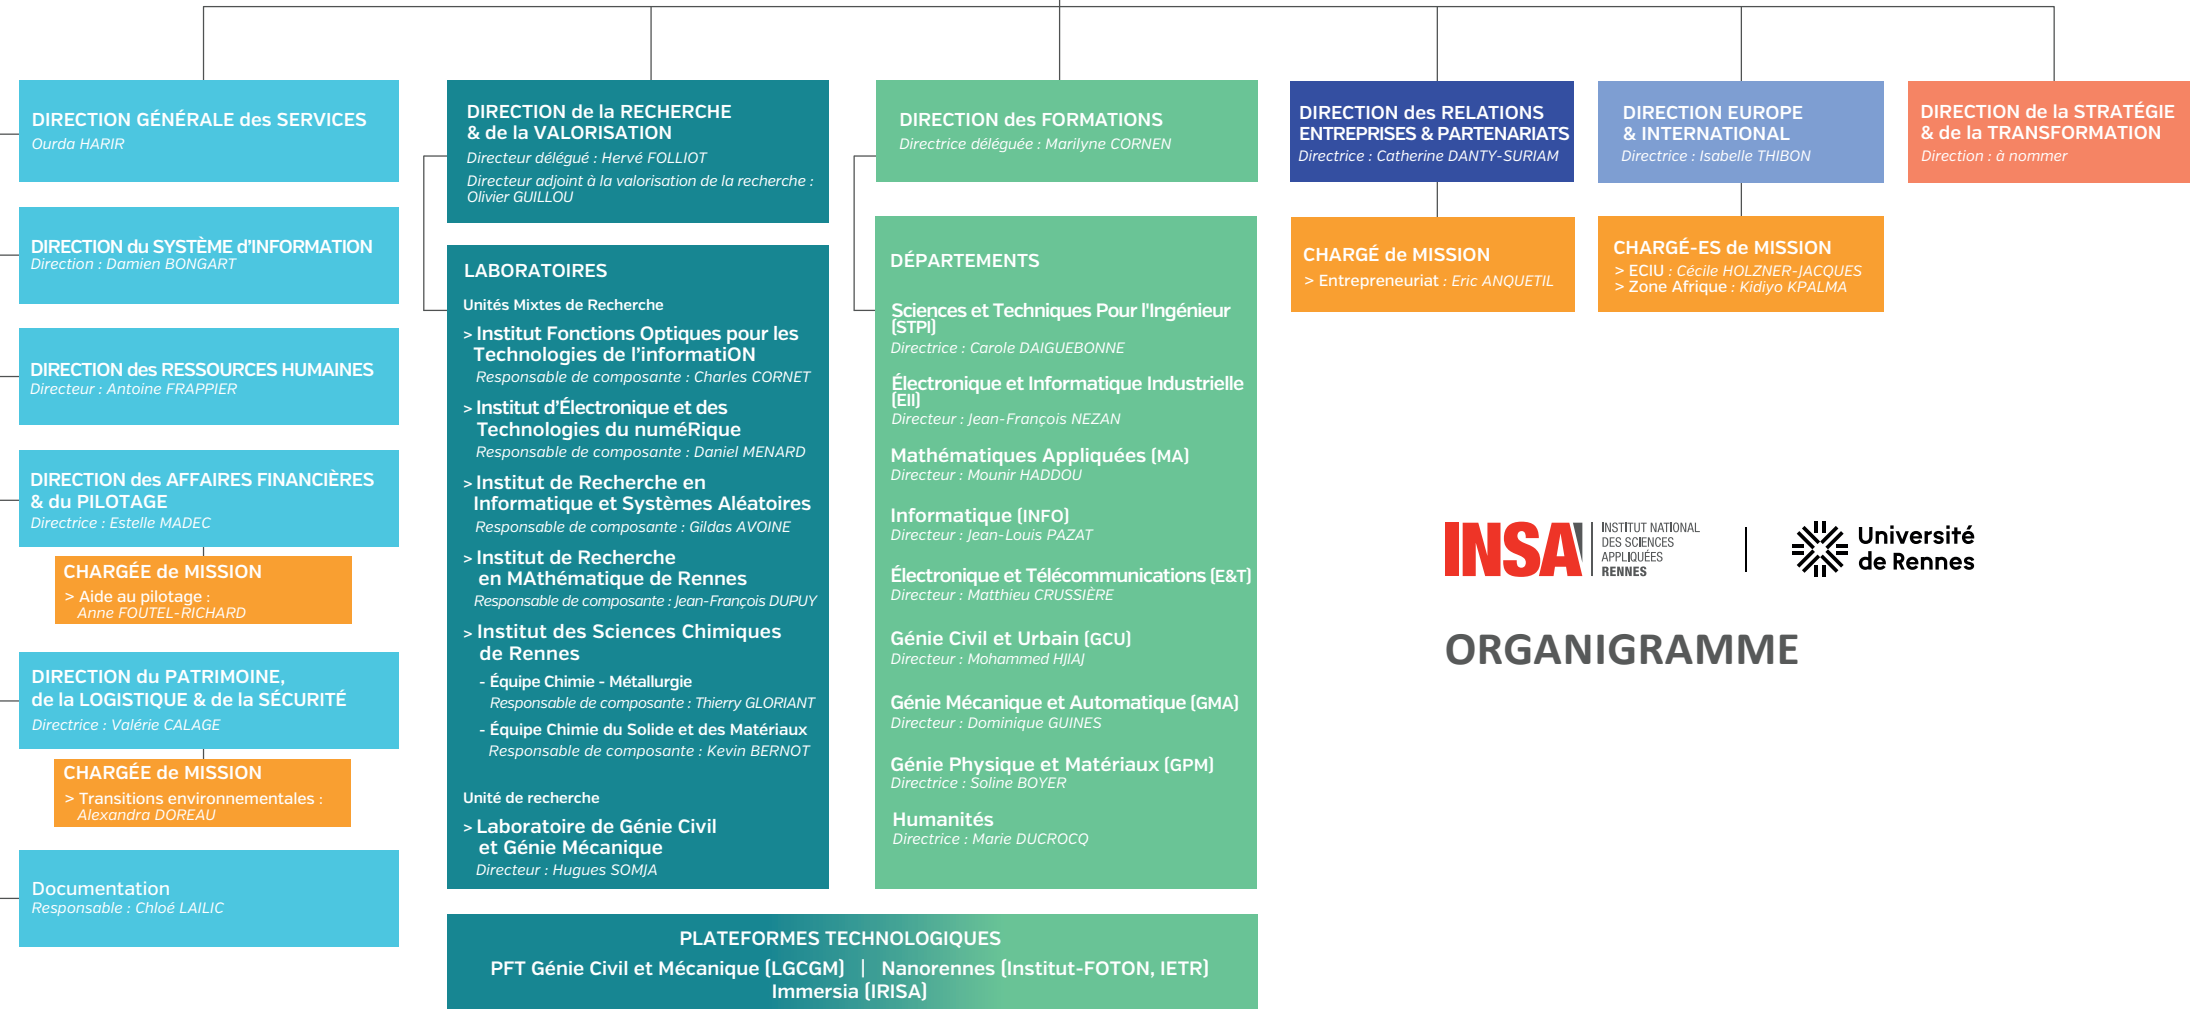 DIRECTION GÉNÉRALE des SERVICES
Ourda HARIR
DIRECTION du SYSTÈME d'INFORMATION
Direction : Damien BONGART
DIRECTION des RESSOURCES HUMAINES
Directeur : Antoine FRAPPIER
DIRECTION des AFFAIRES FINANCIÈRES
& du PILOTAGE
Directrice : Estelle MADEC
CHARGÉE de MISSION
> Aide au pilotage :
Anne FOUTEL-RICHARD
DIRECTION du PATRIMOINE,
de la LOGISTIQUE & de la SÉCURITÉ
Directrice : Valérie CALAGE
CHARGÉE de MISSION
> Transitions environnementales :
Alexandra DOREAU
Documentation
Responsable : Chloé LAILIC
DIRECTION de la RECHERCHE
& de la VALORISATION
Directeur délégué : Hervé FOLLIOT
Directeur adjoint à la valorisation de la recherche :
Olivier GUILLOU
LABORATOIRES
Unités Mixtes de Recherche
> Institut Fonctions Optiques pour les
Technologies de l'informatiON
Responsable de composante : Charles CORNET
> Institut d'Électronique et des
Technologies du numéRique
Responsable de composante : Daniel MENARD
> Institut de Recherche en
Informatique et Systèmes Aléatoires
Responsable de composante : Gildas AVOINE
> Institut de Recherche
en MAthématique de Rennes
Responsable de composante : Jean-François DUPUY
> Institut des Sciences Chimiques
de Rennes
- Équipe Chimie - Métallurgie
Responsable de composante : Thierry GLORIANT
- Équipe Chimie du Solide et des Matériaux
Responsable de composante : Kevin BERNOT
Unité de recherche
> Laboratoire de Génie Civil
et Génie Mécanique
Directeur : Hugues SOMJA
DIRECTION des FORMATIONS
Directrice déléguée : Marilyne CORNEN
DÉPARTEMENTS
Sciences et Techniques Pour l'Ingénieur
(STPI)
Directrice : Carole DAIGUEBONNE
Électronique et Informatique Industrielle
(EII)
Directeur : Jean-François NEZAN
Mathématiques Appliquées (MA)
Directeur : Mounir HADDOU
Informatique (INFO)
Directeur : Jean-Louis PAZAT
Électronique et Télécommunications (E&T)
Directeur : Matthieu CRUSSIÈRE
Génie Civil et Urbain (GCU)
Directeur : Mohammed HJIAJ
Génie Mécanique et Automatique (GMA)
Directeur : Dominique GUINES
Génie Physique et Matériaux (GPM)
Directrice : Soline BOYER
Humanités
Directrice : Marie DUCROCQ
PLATEFORMES TECHNOLOGIQUES
PFT Génie Civil et Mécanique (LGCGM) | Nanorennes (Institut-FOTON, IETR)
Immersia (IRISA)
DIRECTION des RELATIONS
ENTREPRISES & PARTENARIATS
Directrice : Catherine DANTY-SURIAM
CHARGÉ de MISSION
> Entrepreneuriat : Eric ANQUETIL
DIRECTION EUROPE
& INTERNATIONAL
Directrice : Isabelle THIBON
CHARGÉ-ES de MISSION
> ECIU : Cécile HOLZNER-JACQUES
> Zone Afrique : Kidiyo KPALMA
DIRECTION de la STRATÉGIE
& de la TRANSFORMATION
Direction : à nommer
INSA
INSTITUT NATIONAL
DES SCIENCES
APPLIQUÉES
RENNES
Université
de Rennes
ORGANIGRAMME